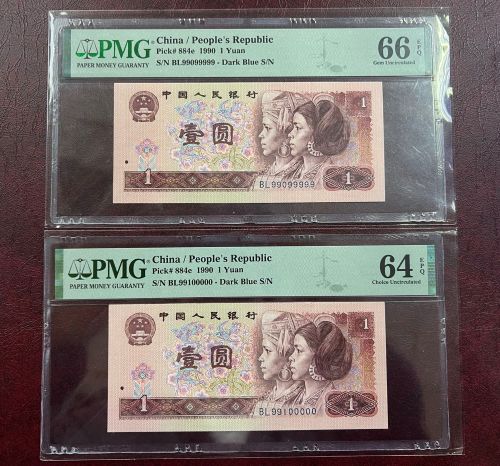 PMG
PAPER MONEY GUARANTY
China / People's Republic
Pick# 884e 1990 1 Yuan
S/N BL99099999 - Dark Blue S/N
66 EPQ
Gem Uncirculated
中国人民银行
1
壹圆
BL99099999
1
1
PMG
PAPER MONEY GUARANTY
China / People's Republic
Pick# 884e 1990 1 Yuan
S/N BL99100000 - Dark Blue S/N
64 EPQ
Choice Uncirculated
中国人民银行
1
壹圆
BL99100000
1
1